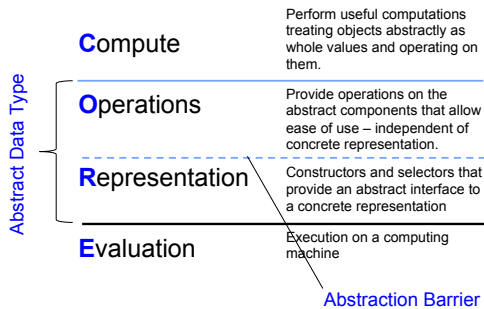 Compute
Perform useful computations
treating objects abstractly as
whole values and operating on
them.
Abstract Data Type
Operations
Provide operations on the
abstract components that allow
ease of use – independent of
concrete representation.
Representation
Constructors and selectors that
provide an abstract interface to
a concrete representation
Evaluation
Execution on a computing
machine
Abstraction Barrier